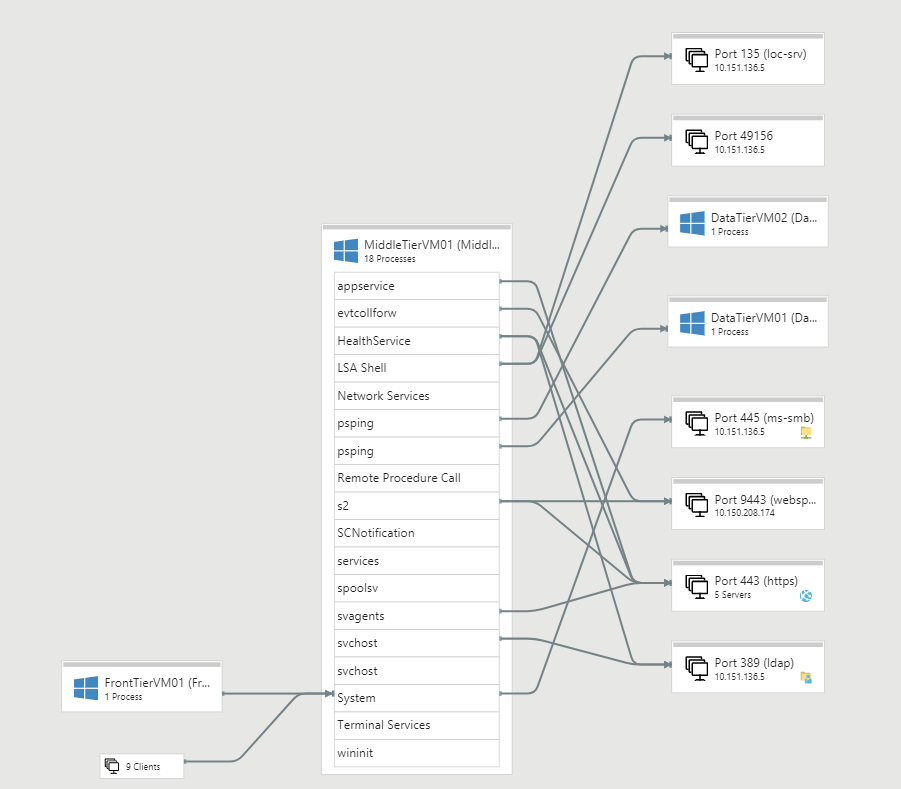 Port 135 (loc-srv)
10.151.136.5
Port 49156
10.151.136.5
DataTierVM02 (Da...
1 Process
MiddleTierVM01 (Middl...
18 Processes
appservice
evtcollforw
HealthService
LSA Shell
Network Services
psping
psping
Remote Procedure Call
s2
SCNotification
services
spoolsv
svagents
svchost
svchost
System
Terminal Services
wininit
DataTierVM01 (Da...
1 Process
Port 445 (ms-smb)
10.151.136.5
Port 9443 (websp...
10.150.208.174
Port 443 (https)
5 Servers
Port 389 (ldap)
10.151.136.5
FrontTierVM01 (Fr...
1 Process
9 Clients